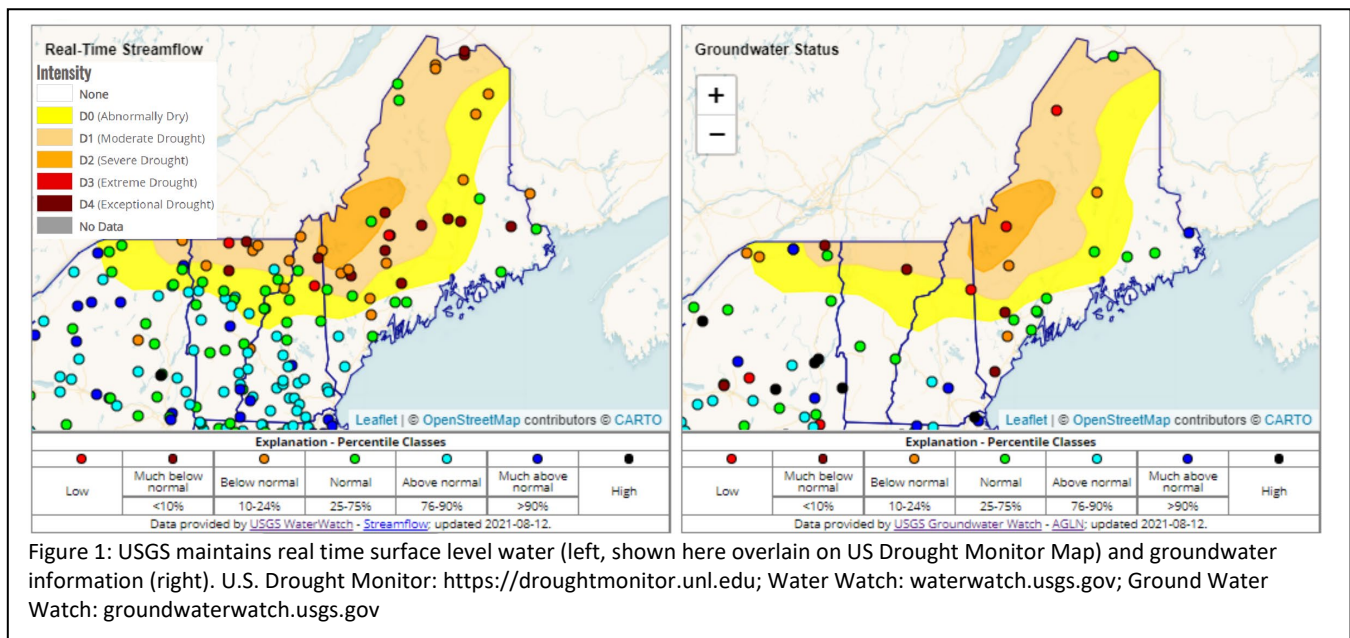 Real-Time Streamflow
Intensity
None
D0 (Abnormally Dry)
D1 (Moderate Drought)
D2 (Severe Drought)
D3 (Extreme Drought)
D4 (Exceptional Drought)
No Data
Leaflet | © OpenStreetMap contributors © CARTO
Explanation - Percentile Classes
Low
Much below normal
Below normal
Normal
Above normal
Much above normal
High
<10%
10-24%
25-75%
76-90%
>90%
Data provided by USGS WaterWatch - Streamflow; updated 2021-08-12.
Groundwater Status
+
−
Leaflet | © OpenStreetMap contributors © CARTO
Explanation - Percentile Classes
Low
Much below normal
Below normal
Normal
Above normal
Much above normal
High
<10%
10-24%
25-75%
76-90%
>90%
Data provided by USGS Groundwater Watch - AGLN; updated 2021-08-12.
Figure 1: USGS maintains real time surface level water (left, shown here overlain on US Drought Monitor Map) and groundwater
information (right). U.S. Drought Monitor: https://droughtmonitor.unl.edu; Water Watch: waterwatch.usgs.gov; Ground Water
Watch: groundwaterwatch.usgs.gov